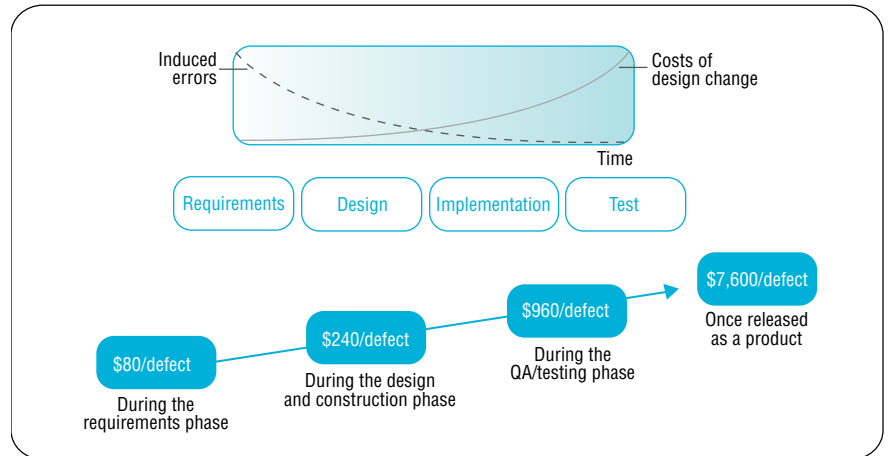 Induced
errors
Costs of
design change
Time
Requirements
Design
Implementation
Test
$80/defect
During the
requirements phase
$240/defect
During the design
and construction phase
$960/defect
During the
QA/testing phase
$7,600/defect
Once released
as a product